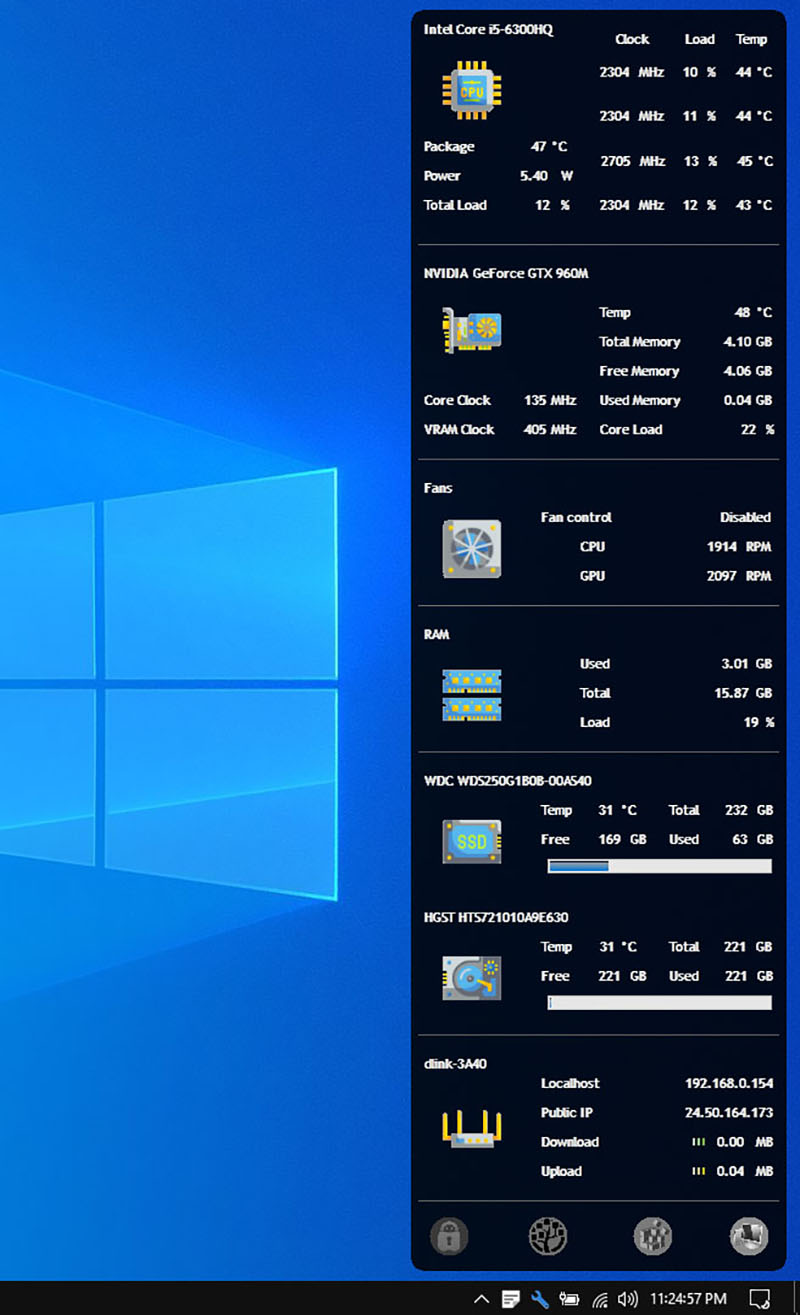 Intel Core i5-6300HQ
Clock Load Temp
2304 MHz 10 % 44 °C
CPU
2304 MHz 11 % 44 °C
Package 47 °C
2705 MHz 13 % 45 °C
Power 5.40 W
Total Load 12 % 2304 MHz 12 % 43 °C
NVIDIA GeForce GTX 960M
Temp 48 °C
Total Memory 4.10 GB
Free Memory 4.06 GB
Core Clock 135 MHz Used Memory 0.04 GB
VRAM Clock 405 MHz Core Load 22 %
Fans
Fan control Disabled
CPU 1914 RPM
GPU 2097 RPM
RAM
Used 3.01 GB
Total 15.87 GB
Load 19 %
WDC WDS250G1B0B-00AS40
Temp 31 °C Total 232 GB
SSD
Free 169 GB Used 63 GB
HGST HTS721010A9E630
Temp 31 °C Total 221 GB
Free 221 GB Used 221 GB
dlink-3A40
Localhost 192.168.0.154
Public IP 24.50.164.173
Download 0.00 MB
Upload 0.04 MB
11:24:57 PM